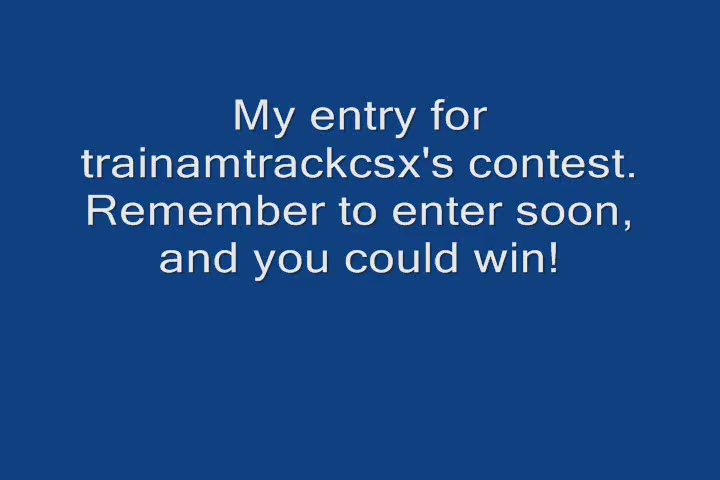 My entry for
trainamtrackcsx's contest.
Remember to enter soon,
and you could win!